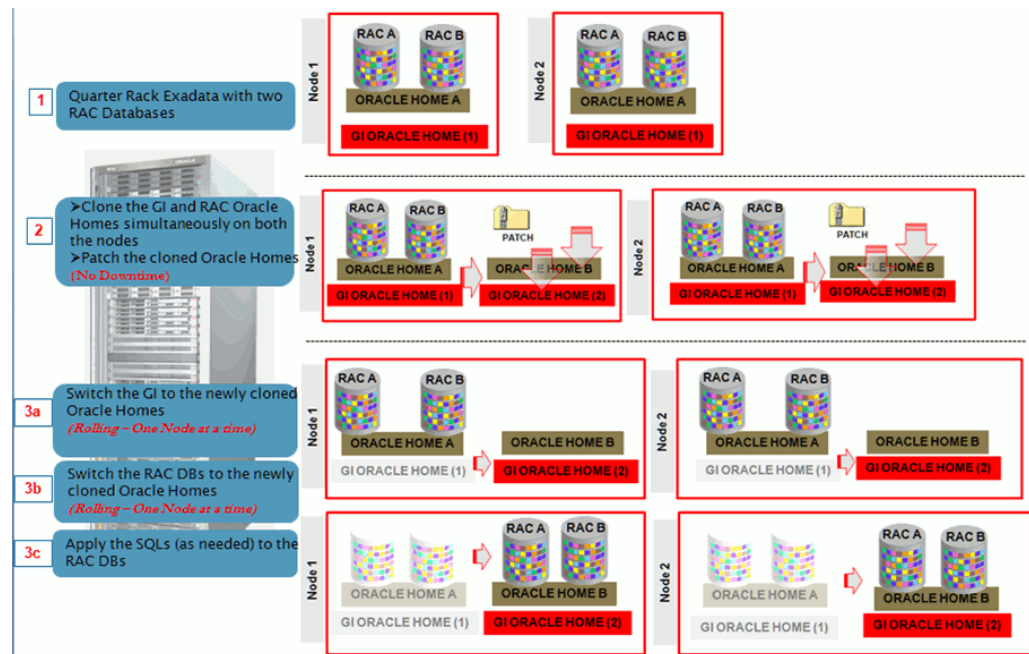 1
Quarter Rack Exadata with two
RAC Databases
Node 1
RAC A RAC B
ORACLE HOME A
GI ORACLE HOME (1)
Node 2
RAC A RAC B
ORACLE HOME A
GI ORACLE HOME (1)
ORACLE
2
➤Clone the GI and RAC Oracle
Homes simultaneously on both
the nodes
➤Patch the cloned Oracle Homes
(No Downtime)
Node 1
RAC A RAC B
PATCH
ORACLE HOME A ORACLE HOME B
GI ORACLE HOME (1) GI ORACLE HOME (2)
Node 2
RAC A RAC B
PATCH
ORACLE HOME A ORACLE HOME B
GI ORACLE HOME (1) GI ORACLE HOME (2)
3a
Switch the GI to the newly cloned
Oracle Homes
(Rolling – One Node at a time)
Node 1
RAC A RAC B
ORACLE HOME A ORACLE HOME B
GI ORACLE HOME (1) GI ORACLE HOME (2)
Node 2
RAC A RAC B
ORACLE HOME A ORACLE HOME B
GI ORACLE HOME (1) GI ORACLE HOME (2)
3b
Switch the RAC DBs to the newly
cloned Oracle Homes
(Rolling – One Node at a time)
3c
Apply the SQLs (as needed) to the
RAC DBs
Node 1
RAC A RAC B
ORACLE HOME A ORACLE HOME B
GI ORACLE HOME (1) GI ORACLE HOME (2)
Node 2
RAC A RAC B
ORACLE HOME A ORACLE HOME B
GI ORACLE HOME (1) GI ORACLE HOME (2)